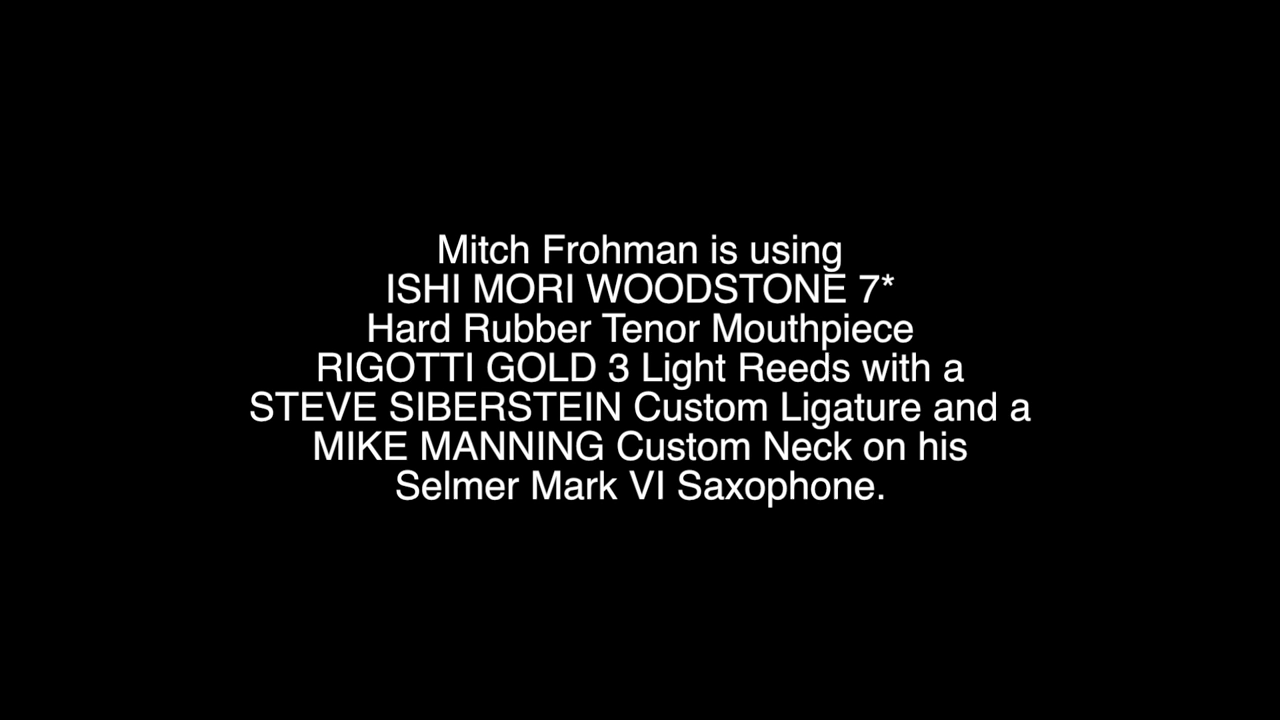 Mitch Frohman is using
ISHI MORI WOODSTONE 7*
Hard Rubber Tenor Mouthpiece
RIGOTTI GOLD 3 Light Reeds with a
STEVE SIBERSTEIN Custom Ligature and a
MIKE MANNING Custom Neck on his
Selmer Mark VI Saxophone.